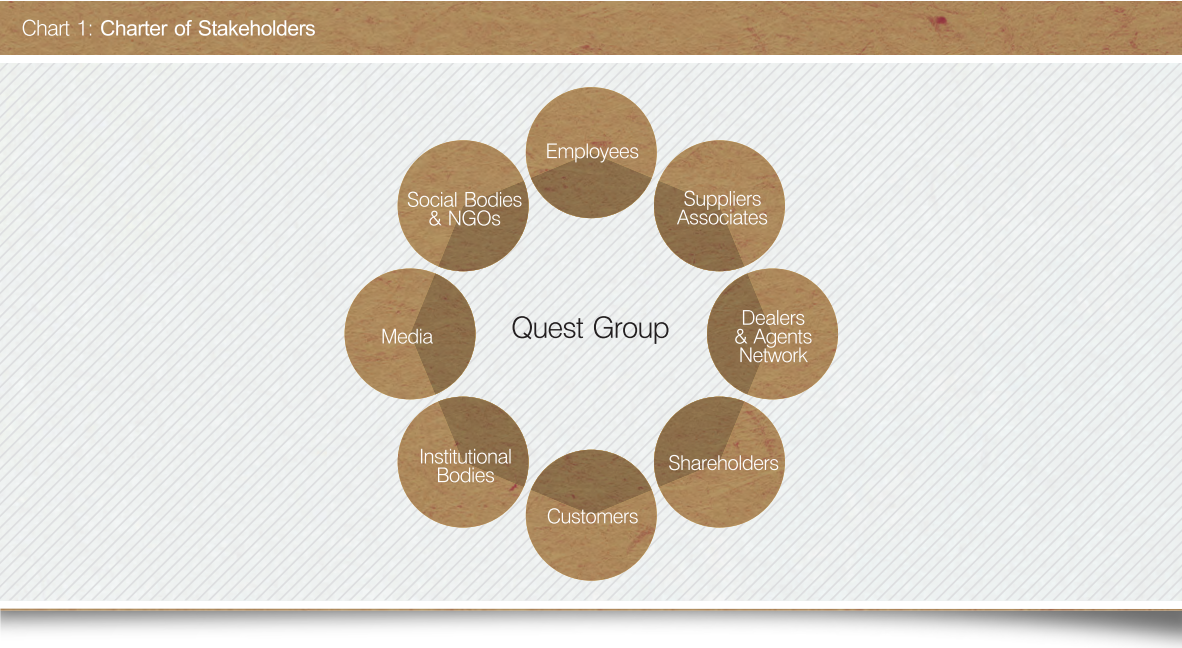 Chart 1: Charter of Stakeholders
Employees
Social Bodies
& NGOs
Suppliers
Associates
Media
Quest Group
Dealers
& Agents
Network
Institutional
Bodies
Shareholders
Customers